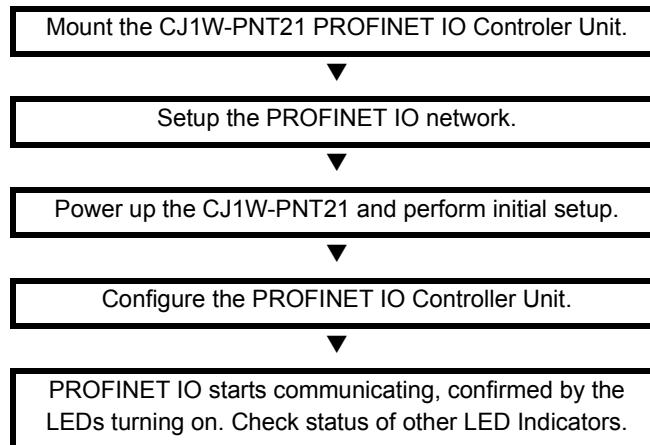 Mount the CJ1W-PNT21 PROFINET IO Controler Unit.
Setup the PROFINET IO network.
Power up the CJ1W-PNT21 and perform initial setup.
Configure the PROFINET IO Controller Unit.
PROFINET IO starts communicating, confirmed by the
LEDs turning on. Check status of other LED Indicators.